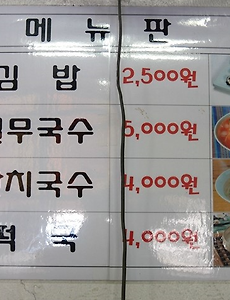 메 뉴 판
김 밥 2,500원
무국수 5,000원
치국수 4,000원
떡 국 4,000원